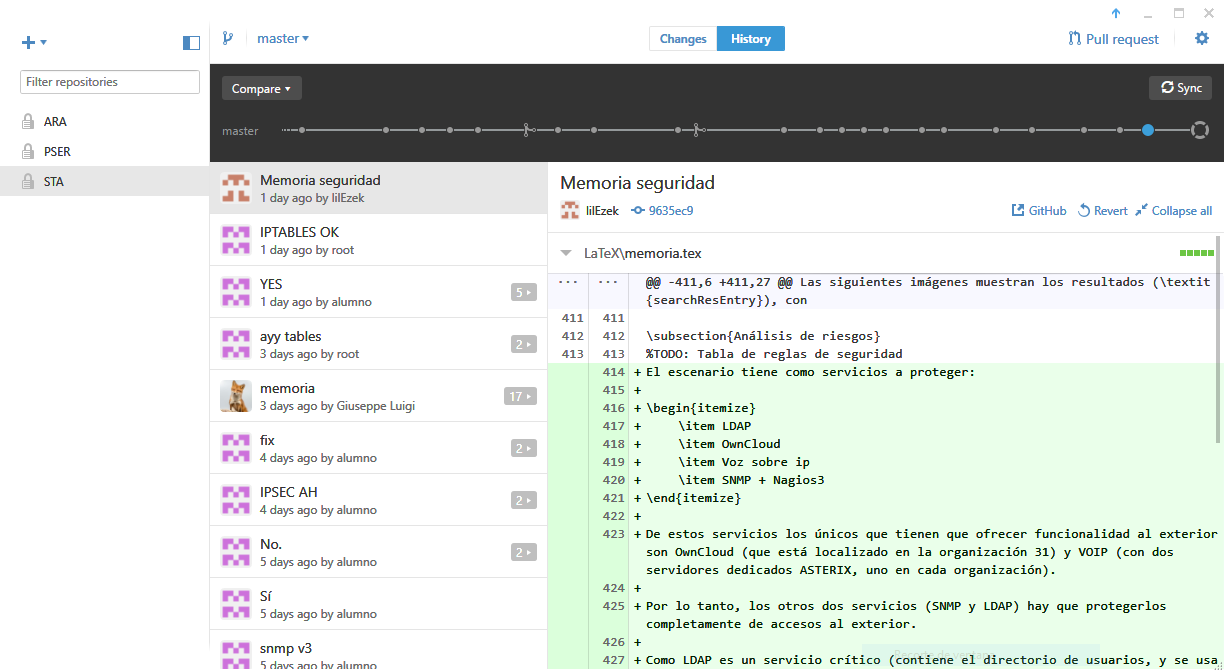 master ▾
Changes
History
Pull request
Filter repositories
ARA
PSER
STA
Compare ▾
Sync
master
Memoria seguridad
1 day ago by lilEzek
IPTABLES OK
1 day ago by root
YES
1 day ago by alumno
5
ayy tables
3 days ago by root
2
memoria
3 days ago by Giuseppe Luigi
17
fix
4 days ago by alumno
2
IPSEC AH
4 days ago by alumno
2
No.
5 days ago by alumno
2
Sí
5 days ago by alumno
snmp v3
5 days ago by alumno
Memoria seguridad
lilEzek 9635ec9
GitHub Revert Collapse all
LaTeX\memoria.tex
... ... @@ -411,6 +411,27 @@ Las siguientes imágenes muestran los resultados (\textit
{searchResEntry}), con
411 411
412 412 \subsection{Análisis de riesgos}
413 413 %TODO: Tabla de reglas de seguridad
414 + El escenario tiene como servicios a proteger:
415 +
416 + \begin{itemize}
417 + \item LDAP
418 + \item OwnCloud
419 + \item Voz sobre ip
420 + \item SNMP + Nagios3
421 + \end{itemize}
422 +
423 + De estos servicios los únicos que tienen que ofrecer funcionalidad al exterior
son OwnCloud (que está localizado en la organización 31) y VOIP (con dos
servidores dedicados ASTERIX, uno en cada organización).
424 +
425 + Por lo tanto, los otros dos servicios (SNMP y LDAP) hay que protegerlos
completamente de accesos al exterior.
426 +
427 + Como LDAP es un servicio crítico (contiene el directorio de usuarios, y se usa